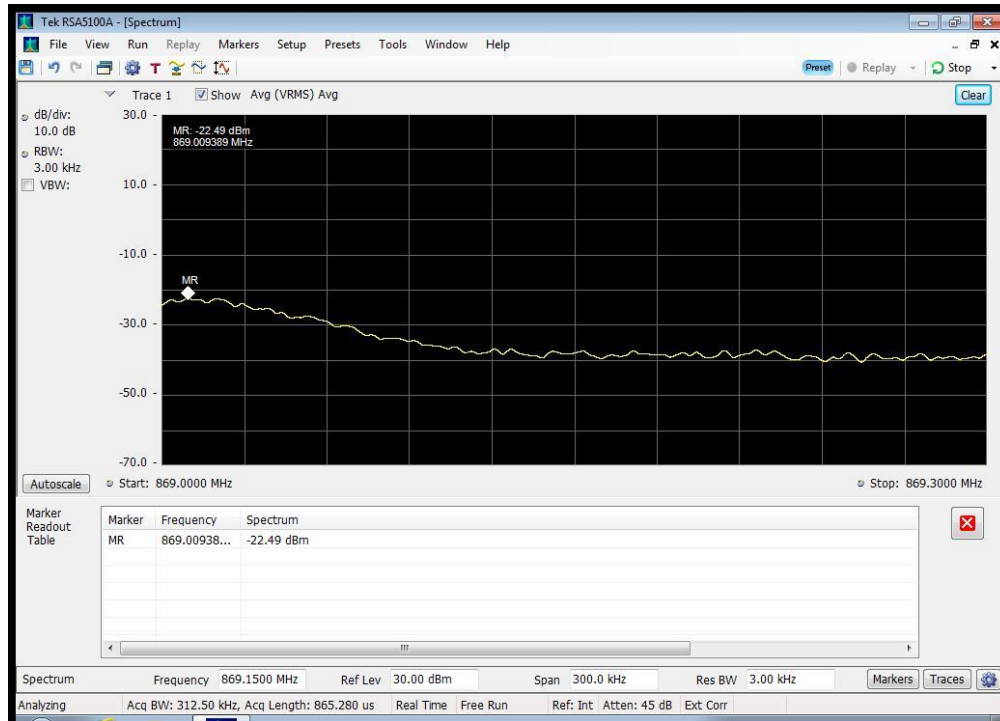 Tek RSA5100A - [Spectrum]
File View Run Replay Markers Setup Presets Tools Window Help
T Preset Replay Stop
Trace 1 Show Avg (VRMS) Avg Clear
dB/div: 30.0
10.0 dB
MR: -22.49 dBm
869.009389 MHz
RBW:
3.00 kHz
VBW: 10.0
-10.0
MR
-30.0
-50.0
-70.0
Autoscale Start: 869.0000 MHz Stop: 869.3000 MHz
Marker Readout Table
Marker Frequency Spectrum
MR 869.00938... -22.49 dBm
Spectrum Frequency 869.1500 MHz Ref Lev 30.00 dBm Span 300.0 kHz Res BW 3.00 kHz Markers Traces
Analyzing Acq BW: 312.50 kHz, Acq Length: 865.280 us Real Time Free Run Ref: Int Atten: 45 dB Ext Corr